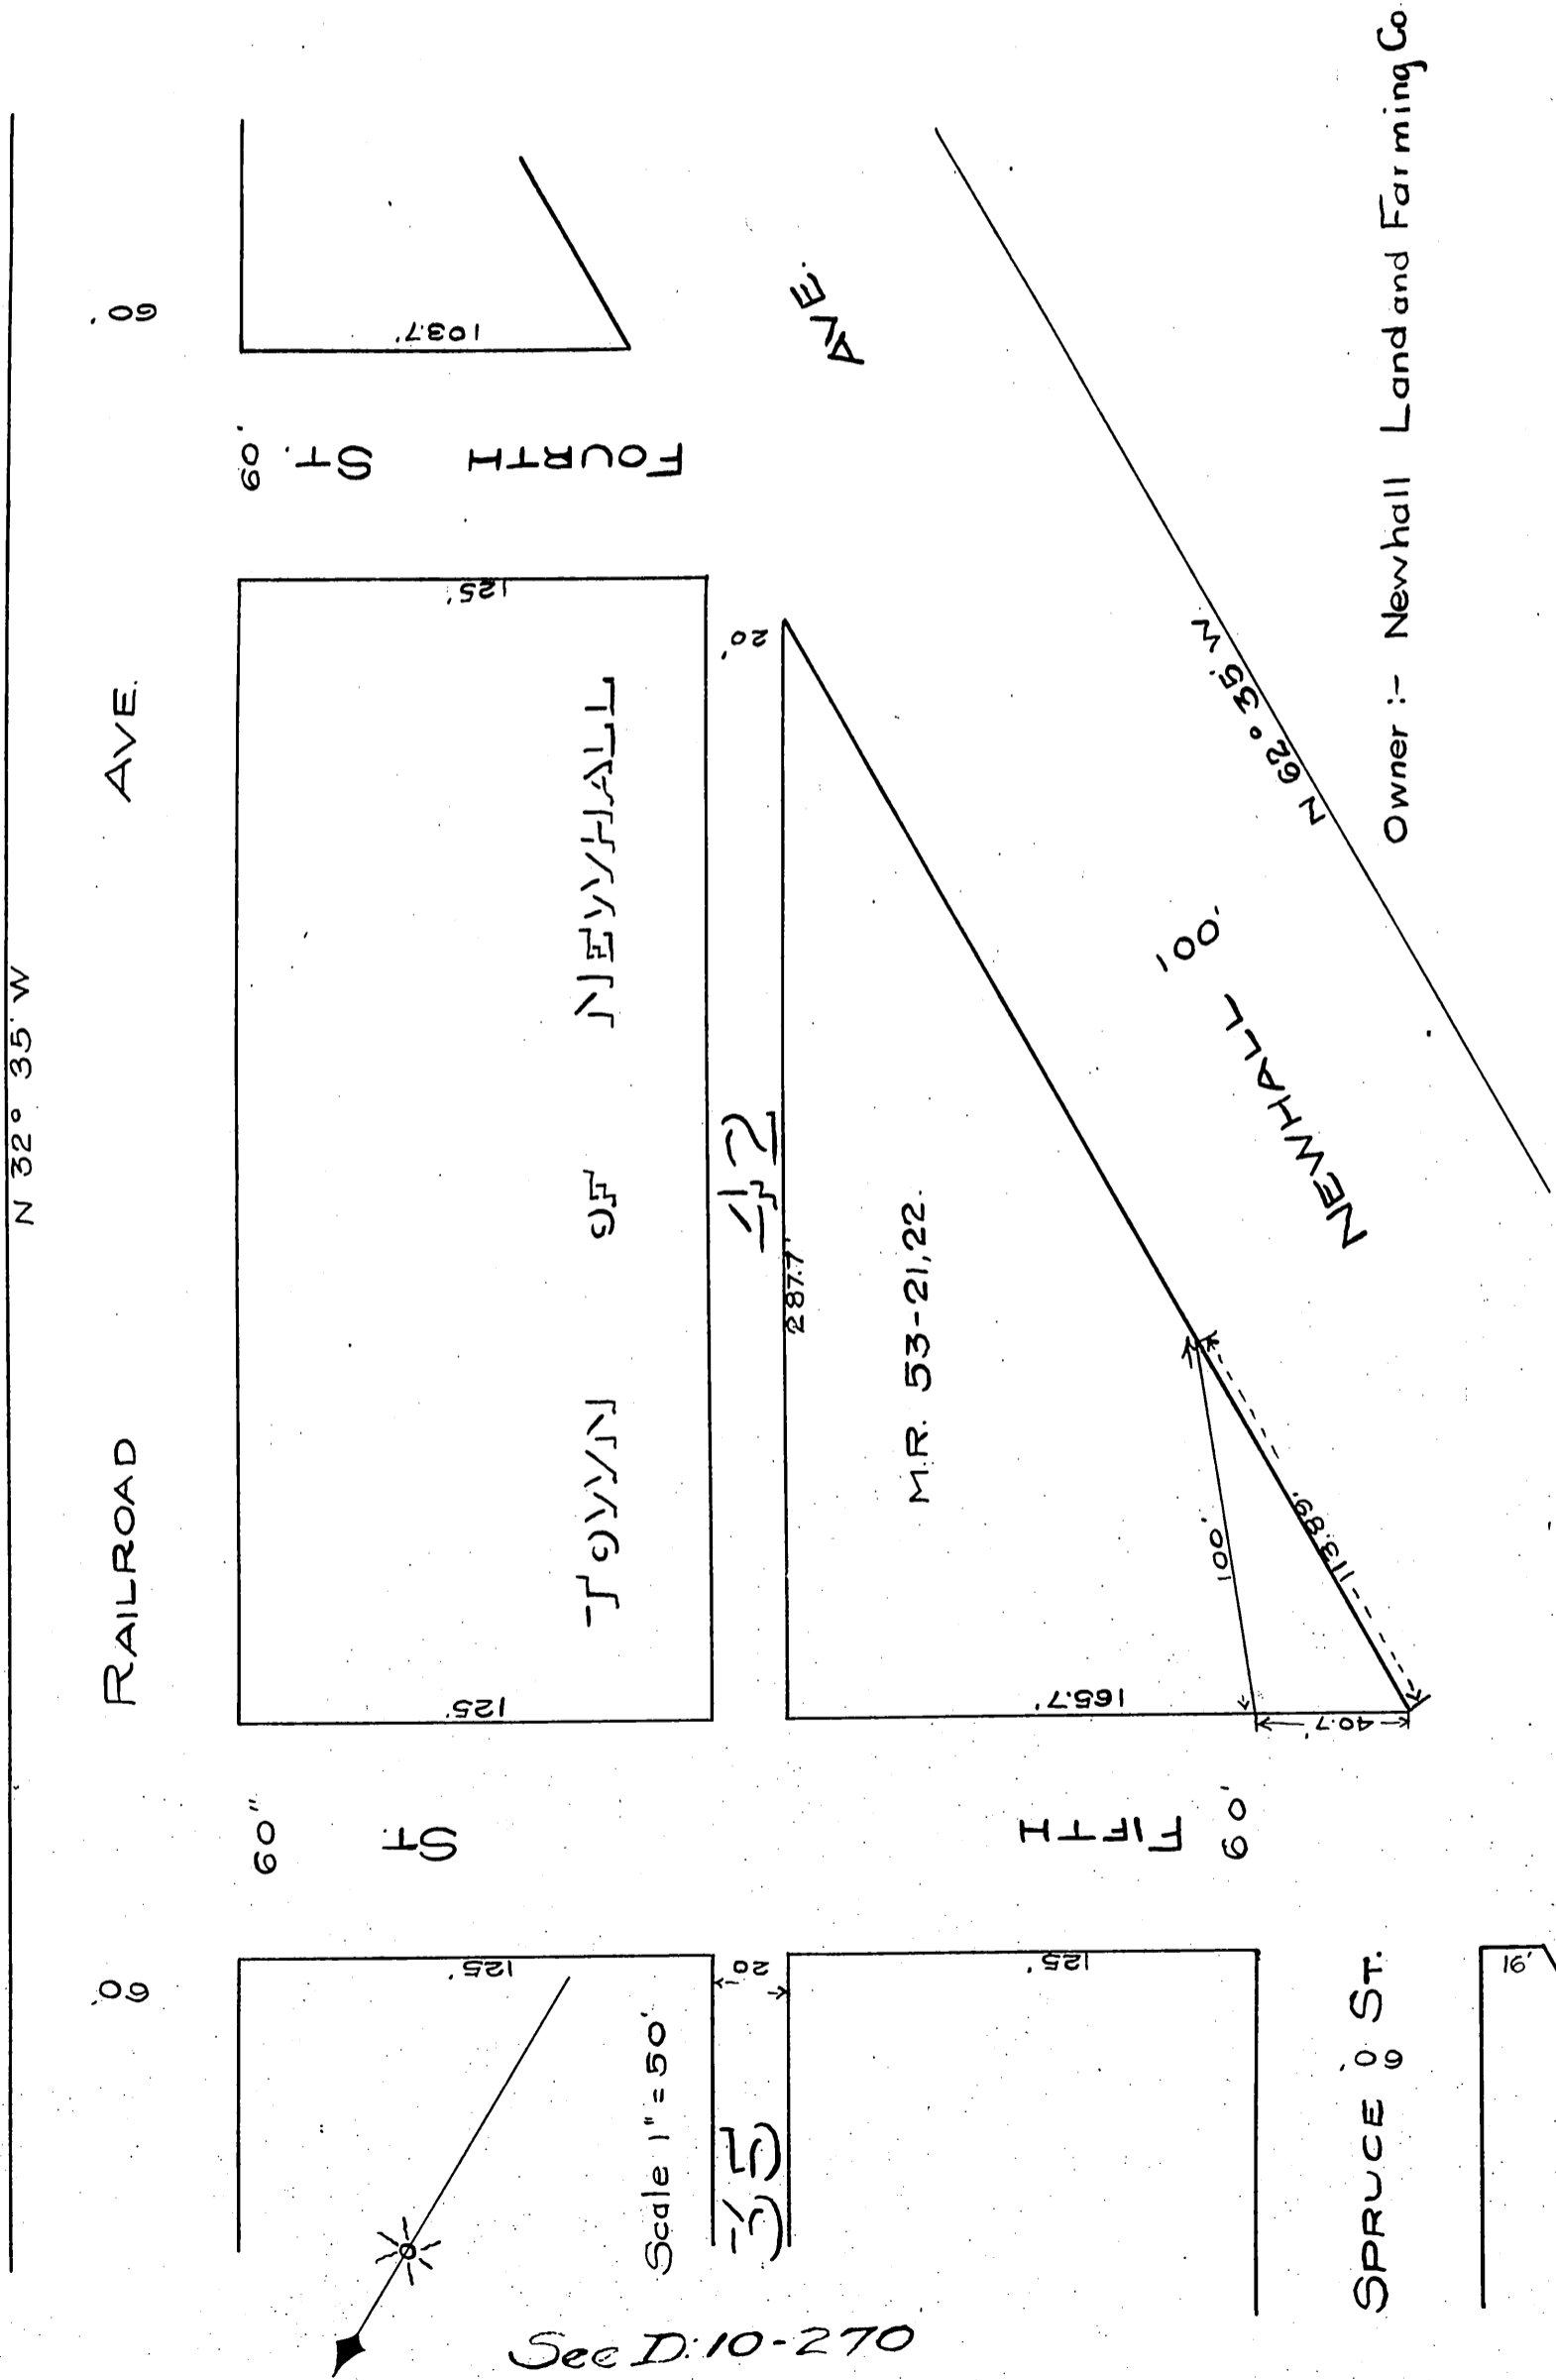 N 32° 35' W
RAILROAD AVE.
60'
60'
ST. 60"
FIFTH 60'
FOURTH ST. 60'
103.7'
125'
125'
TOWN OF NEWHALL
20'
42
287.7'
M.R. 53-21,22.
165.7'
100'
113.89'
40.7'
NEWHALL 100' AVE.
N 62° 35' W
Owner :- Newhall Land and Farming Co.
125'
20'
125'
Scale 1" = 50'
35
SPRUCE 60' ST.
16'
See D:10-270